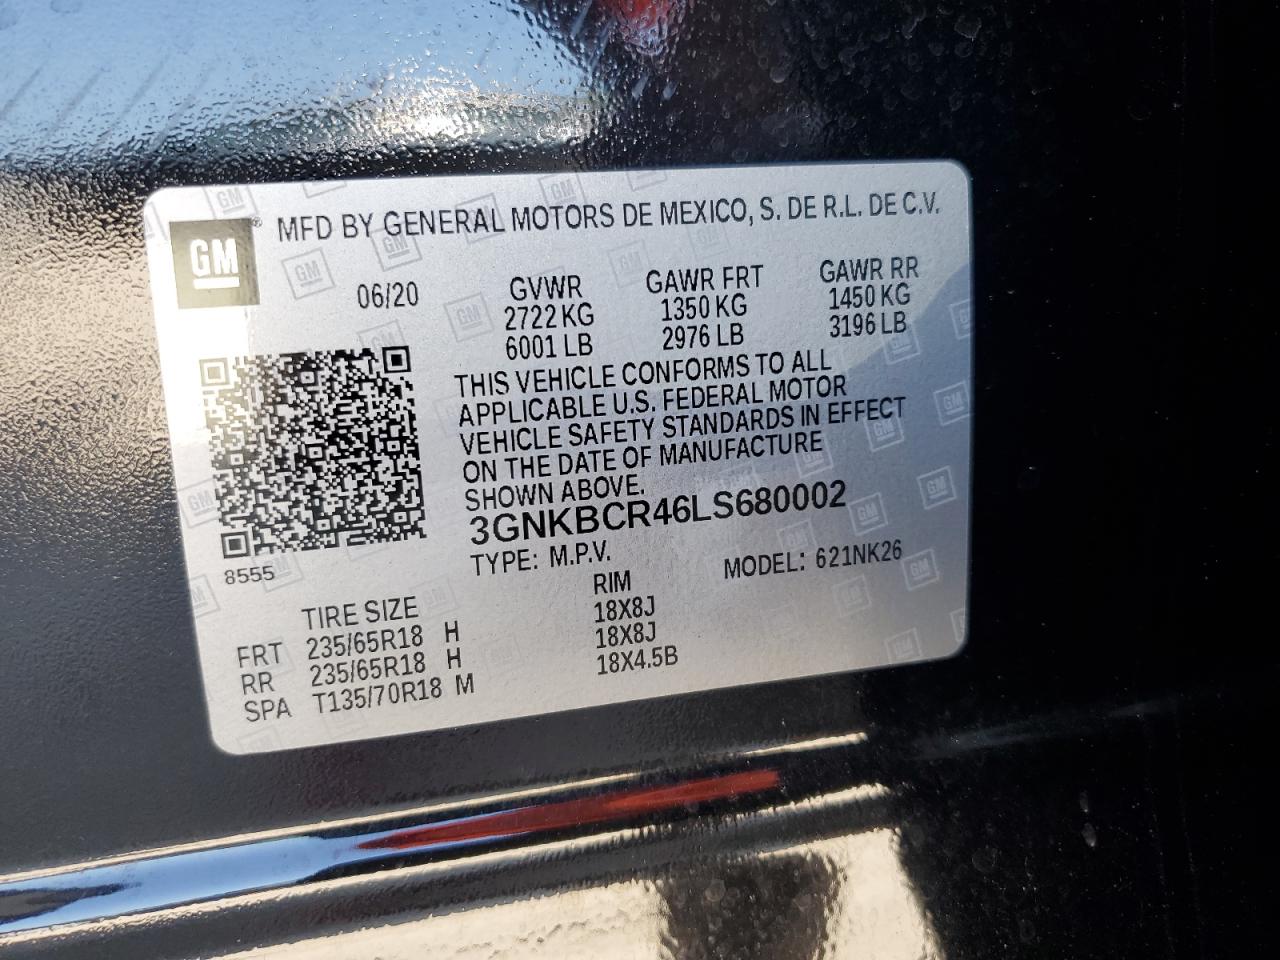 GM
MFD BY GENERAL MOTORS DE MEXICO, S. DE R.L. DE C.V.
06/20
GVWR GAWR FRT GAWR RR
2722 KG 1350 KG 1450 KG
6001 LB 2976 LB 3196 LB
THIS VEHICLE CONFORMS TO ALL
APPLICABLE U.S. FEDERAL MOTOR
VEHICLE SAFETY STANDARDS IN EFFECT
ON THE DATE OF MANUFACTURE
SHOWN ABOVE.
3GNKBCR46LS680002
TYPE: M.P.V. MODEL: 621NK26
8555
TIRE SIZE RIM
FRT 235/65R18 H 18X8J
RR 235/65R18 H 18X8J
SPA T135/70R18 M 18X4.5B